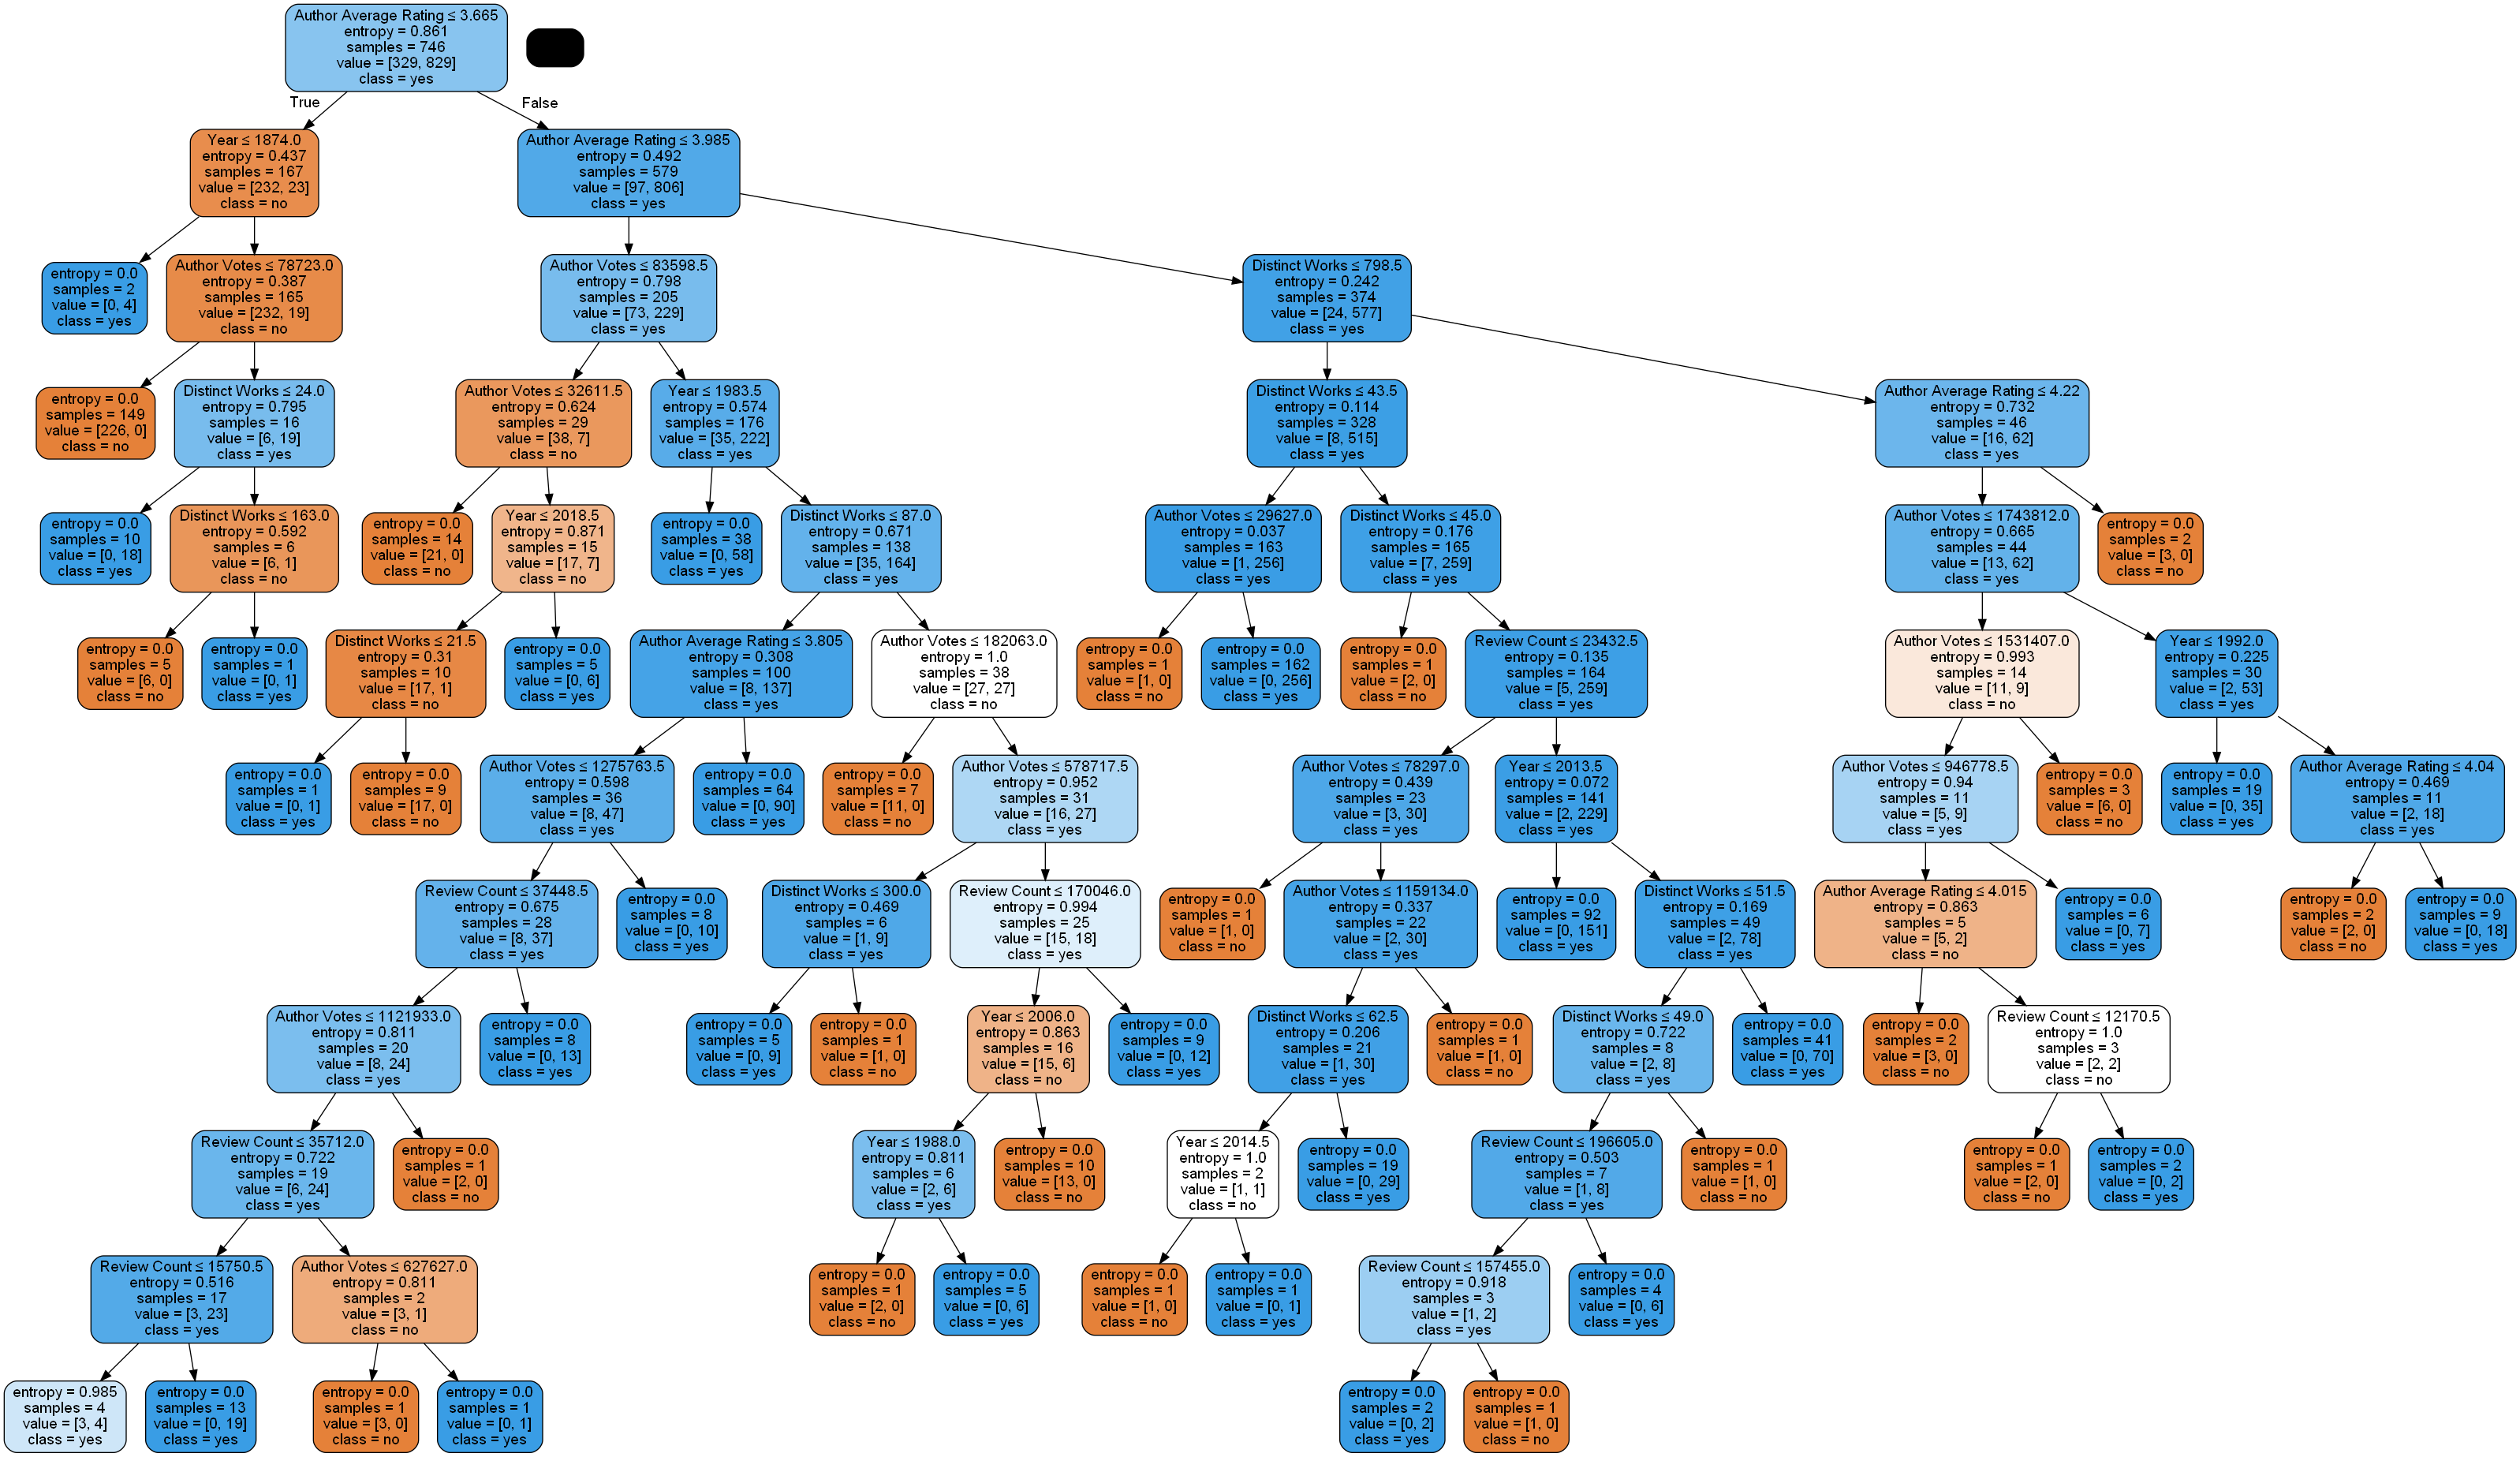 Author Average Rating ≤ 3.665
entropy = 0.861
samples = 746
value = [329, 829]
class = yes
True
False
Year ≤ 1874.0
entropy = 0.437
samples = 167
value = [232, 23]
class = no
Author Average Rating ≤ 3.985
entropy = 0.492
samples = 579
value = [97, 806]
class = yes
entropy = 0.0
samples = 2
value = [0, 4]
class = yes
Author Votes ≤ 78723.0
entropy = 0.387
samples = 165
value = [232, 19]
class = no
Author Votes ≤ 83598.5
entropy = 0.798
samples = 205
value = [73, 229]
class = yes
Distinct Works ≤ 798.5
entropy = 0.242
samples = 374
value = [24, 577]
class = yes
entropy = 0.0
samples = 149
value = [226, 0]
class = no
Distinct Works ≤ 24.0
entropy = 0.795
samples = 16
value = [6, 19]
class = yes
Author Votes ≤ 32611.5
entropy = 0.624
samples = 29
value = [38, 7]
class = no
Year ≤ 1983.5
entropy = 0.574
samples = 176
value = [35, 222]
class = yes
Distinct Works ≤ 43.5
entropy = 0.114
samples = 328
value = [8, 515]
class = yes
Author Average Rating ≤ 4.22
entropy = 0.732
samples = 46
value = [16, 62]
class = yes
entropy = 0.0
samples = 10
value = [0, 18]
class = yes
Distinct Works ≤ 163.0
entropy = 0.592
samples = 6
value = [6, 1]
class = no
entropy = 0.0
samples = 14
value = [21, 0]
class = no
Year ≤ 2018.5
entropy = 0.871
samples = 15
value = [17, 7]
class = no
entropy = 0.0
samples = 38
value = [0, 58]
class = yes
Distinct Works ≤ 87.0
entropy = 0.671
samples = 138
value = [35, 164]
class = yes
Author Votes ≤ 29627.0
entropy = 0.037
samples = 163
value = [1, 256]
class = yes
Distinct Works ≤ 45.0
entropy = 0.176
samples = 165
value = [7, 259]
class = yes
Author Votes ≤ 1743812.0
entropy = 0.665
samples = 44
value = [13, 62]
class = yes
entropy = 0.0
samples = 2
value = [3, 0]
class = no
entropy = 0.0
samples = 5
value = [6, 0]
class = no
entropy = 0.0
samples = 1
value = [0, 1]
class = yes
Distinct Works ≤ 21.5
entropy = 0.31
samples = 10
value = [17, 1]
class = no
entropy = 0.0
samples = 5
value = [0, 6]
class = yes
Author Average Rating ≤ 3.805
entropy = 0.308
samples = 100
value = [8, 137]
class = yes
Author Votes ≤ 182063.0
entropy = 1.0
samples = 38
value = [27, 27]
class = no
entropy = 0.0
samples = 1
value = [1, 0]
class = no
entropy = 0.0
samples = 162
value = [0, 256]
class = yes
entropy = 0.0
samples = 1
value = [2, 0]
class = no
Review Count ≤ 23432.5
entropy = 0.135
samples = 164
value = [5, 259]
class = yes
Author Votes ≤ 1531407.0
entropy = 0.993
samples = 14
value = [11, 9]
class = no
Year ≤ 1992.0
entropy = 0.225
samples = 30
value = [2, 53]
class = yes
entropy = 0.0
samples = 1
value = [0, 1]
class = yes
entropy = 0.0
samples = 9
value = [17, 0]
class = no
Author Votes ≤ 1275763.5
entropy = 0.598
samples = 36
value = [8, 47]
class = yes
entropy = 0.0
samples = 64
value = [0, 90]
class = yes
entropy = 0.0
samples = 7
value = [11, 0]
class = no
Author Votes ≤ 578717.5
entropy = 0.952
samples = 31
value = [16, 27]
class = yes
Author Votes ≤ 78297.0
entropy = 0.439
samples = 23
value = [3, 30]
class = yes
Year ≤ 2013.5
entropy = 0.072
samples = 141
value = [2, 229]
class = yes
Author Votes ≤ 946778.5
entropy = 0.94
samples = 11
value = [5, 9]
class = yes
entropy = 0.0
samples = 3
value = [6, 0]
class = no
entropy = 0.0
samples = 19
value = [0, 35]
class = yes
Author Average Rating ≤ 4.04
entropy = 0.469
samples = 11
value = [2, 18]
class = yes
Review Count ≤ 37448.5
entropy = 0.675
samples = 28
value = [8, 37]
class = yes
entropy = 0.0
samples = 8
value = [0, 10]
class = yes
Distinct Works ≤ 300.0
entropy = 0.469
samples = 6
value = [1, 9]
class = yes
Review Count ≤ 170046.0
entropy = 0.994
samples = 25
value = [15, 18]
class = yes
entropy = 0.0
samples = 1
value = [1, 0]
class = no
Author Votes ≤ 1159134.0
entropy = 0.337
samples = 22
value = [2, 30]
class = yes
entropy = 0.0
samples = 92
value = [0, 151]
class = yes
Distinct Works ≤ 51.5
entropy = 0.169
samples = 49
value = [2, 78]
class = yes
Author Average Rating ≤ 4.015
entropy = 0.863
samples = 5
value = [5, 2]
class = no
entropy = 0.0
samples = 6
value = [0, 7]
class = yes
entropy = 0.0
samples = 2
value = [2, 0]
class = no
entropy = 0.0
samples = 9
value = [0, 18]
class = yes
Author Votes ≤ 1121933.0
entropy = 0.811
samples = 20
value = [8, 24]
class = yes
entropy = 0.0
samples = 8
value = [0, 13]
class = yes
entropy = 0.0
samples = 5
value = [0, 9]
class = yes
entropy = 0.0
samples = 1
value = [1, 0]
class = no
Year ≤ 2006.0
entropy = 0.863
samples = 16
value = [15, 6]
class = no
entropy = 0.0
samples = 9
value = [0, 12]
class = yes
Distinct Works ≤ 62.5
entropy = 0.206
samples = 21
value = [1, 30]
class = yes
entropy = 0.0
samples = 1
value = [1, 0]
class = no
Distinct Works ≤ 49.0
entropy = 0.722
samples = 8
value = [2, 8]
class = yes
entropy = 0.0
samples = 41
value = [0, 70]
class = yes
entropy = 0.0
samples = 2
value = [3, 0]
class = no
Review Count ≤ 12170.5
entropy = 1.0
samples = 3
value = [2, 2]
class = no
Review Count ≤ 35712.0
entropy = 0.722
samples = 19
value = [6, 24]
class = yes
entropy = 0.0
samples = 1
value = [2, 0]
class = no
Year ≤ 1988.0
entropy = 0.811
samples = 6
value = [2, 6]
class = yes
entropy = 0.0
samples = 10
value = [13, 0]
class = no
Year ≤ 2014.5
entropy = 1.0
samples = 2
value = [1, 1]
class = no
entropy = 0.0
samples = 19
value = [0, 29]
class = yes
Review Count ≤ 196605.0
entropy = 0.503
samples = 7
value = [1, 8]
class = yes
entropy = 0.0
samples = 1
value = [1, 0]
class = no
entropy = 0.0
samples = 1
value = [2, 0]
class = no
entropy = 0.0
samples = 2
value = [0, 2]
class = yes
Review Count ≤ 15750.5
entropy = 0.516
samples = 17
value = [3, 23]
class = yes
Author Votes ≤ 627627.0
entropy = 0.811
samples = 2
value = [3, 1]
class = no
entropy = 0.0
samples = 1
value = [2, 0]
class = no
entropy = 0.0
samples = 5
value = [0, 6]
class = yes
entropy = 0.0
samples = 1
value = [1, 0]
class = no
entropy = 0.0
samples = 1
value = [0, 1]
class = yes
Review Count ≤ 157455.0
entropy = 0.918
samples = 3
value = [1, 2]
class = yes
entropy = 0.0
samples = 4
value = [0, 6]
class = yes
entropy = 0.985
samples = 4
value = [3, 4]
class = yes
entropy = 0.0
samples = 13
value = [0, 19]
class = yes
entropy = 0.0
samples = 1
value = [3, 0]
class = no
entropy = 0.0
samples = 1
value = [0, 1]
class = yes
entropy = 0.0
samples = 2
value = [0, 2]
class = yes
entropy = 0.0
samples = 1
value = [1, 0]
class = no